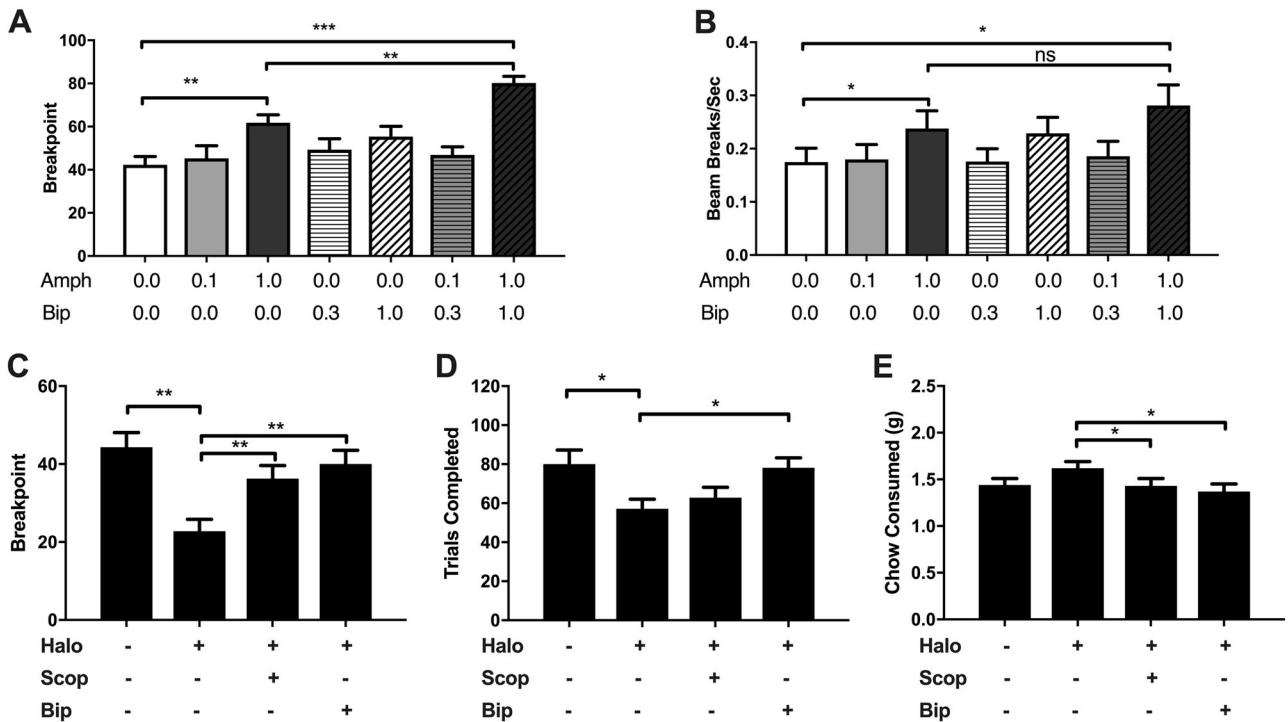 A
Breakpoint
100
80
60
40
20
0
***
**
**
Amph 0.0 0.1 1.0 0.0 0.0 0.1 1.0
Bip 0.0 0.0 0.0 0.3 1.0 0.3 1.0
B
Beam Breaks/Sec
0.4
0.3
0.2
0.1
0.0
*
ns
*
Amph 0.0 0.1 1.0 0.0 0.0 0.1 1.0
Bip 0.0 0.0 0.0 0.3 1.0 0.3 1.0
C
Breakpoint
60
40
20
0
**
**
**
Halo - + + +
Scop - - + -
Bip - - - +
D
Trials Completed
120
100
80
60
40
20
0
*
*
Halo - + + +
Scop - - + -
Bip - - - +
E
Chow Consumed (g)
2.5
2.0
1.5
1.0
0.5
0.0
*
*
Halo - + + +
Scop - - + -
Bip - - - +